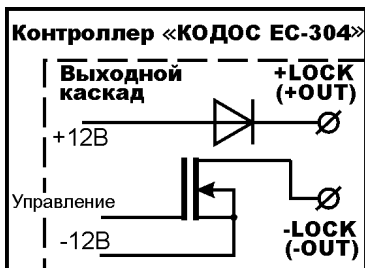 Контроллер «КОДОС ЕС-304»
Выходной
каскад
+LOCK
(+OUT)
+12В
Управление
-12В
-LOCK
(-OUT)